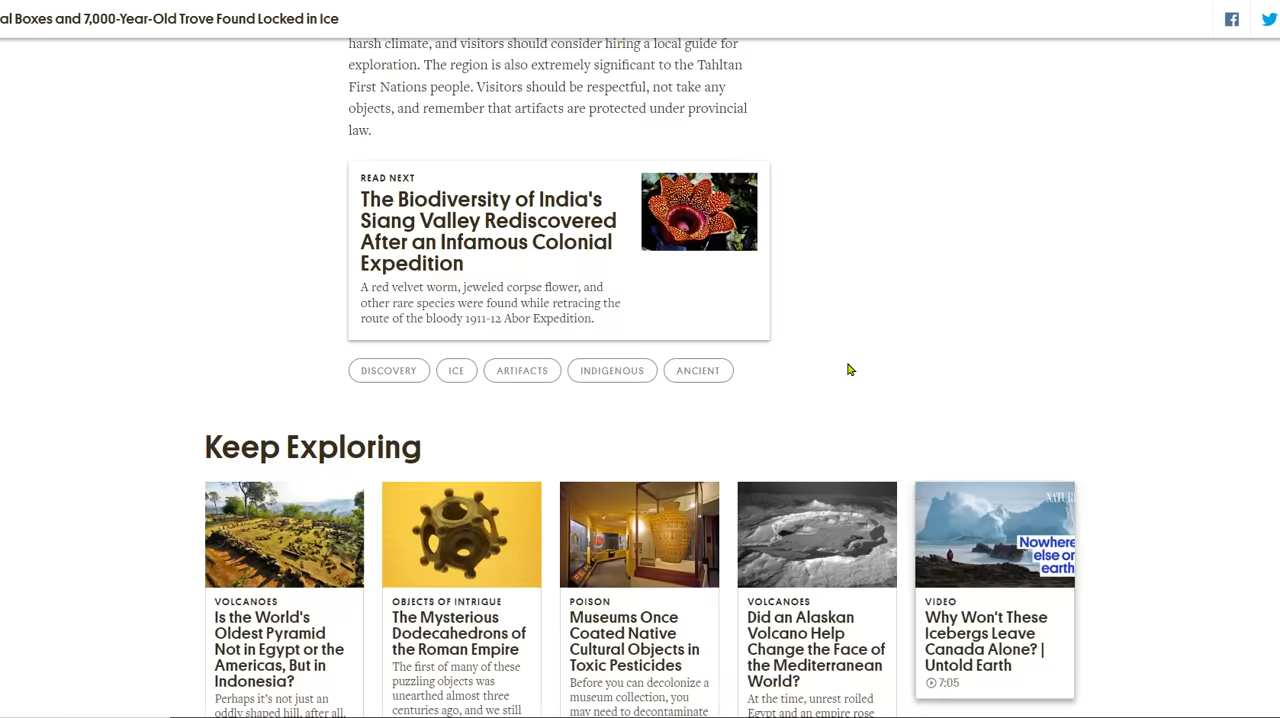 al Boxes and 7,000-Year-Old Trove Found Locked in Ice
harsh climate, and visitors should consider hiring a local guide for
exploration. The region is also extremely significant to the Tahltan
First Nations people. Visitors should be respectful, not take any
objects, and remember that artifacts are protected under provincial
law.
READ NEXT
The Biodiversity of India's
Siang Valley Rediscovered
After an Infamous Colonial
Expedition
A red velvet worm, jeweled corpse flower, and
other rare species were found while retracing the
route of the bloody 1911-12 Abor Expedition.
DISCOVERY
ICE
ARTIFACTS
INDIGENOUS
ANCIENT
Keep Exploring
VOLCANOES
Is the World's
Oldest Pyramid
Not in Egypt or the
Americas, But in
Indonesia?
Perhaps it's not just an
oddly shaped hill, after all.
OBJECTS OF INTRIGUE
The Mysterious
Dodecahedrons of
the Roman Empire
The first of many of these
puzzling objects was
unearthed almost three
centuries ago, and we still
POISON
Museums Once
Coated Native
Cultural Objects in
Toxic Pesticides
Before you can decolonize a
museum collection, you
may need to decontaminate
VOLCANOES
Did an Alaskan
Volcano Help
Change the Face of
the Mediterranean
World?
At the time, unrest roiled
Egypt and an empire rose
NATUR
Nowhere
else on
earth
VIDEO
Why Won't These
Icebergs Leave
Canada Alone? |
Untold Earth
7:05